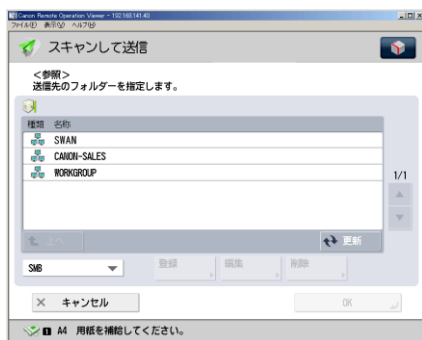 Canon Remote Operation Viewer - 192.168.141.40
ファイル(F) 表示(V) ヘルプ(H)
スキャンして送信
<参照>
送信先のフォルダーを指定します。
種類 名称
SWAN
CANON-SALES
WORKGROUP
1/1
上へ 更新
SMB 登録 編集 削除
キャンセル OK
1 A4 用紙を補給してください。